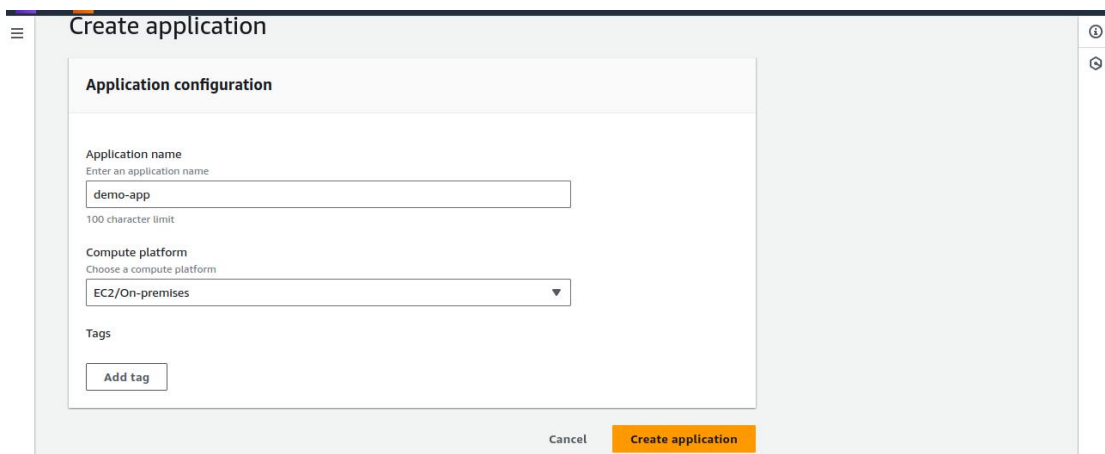 Create application
Application configuration
Application name
Enter an application name
demo-app
100 character limit
Compute platform
Choose a compute platform
EC2/On-premises
Tags
Add tag
Cancel Create application